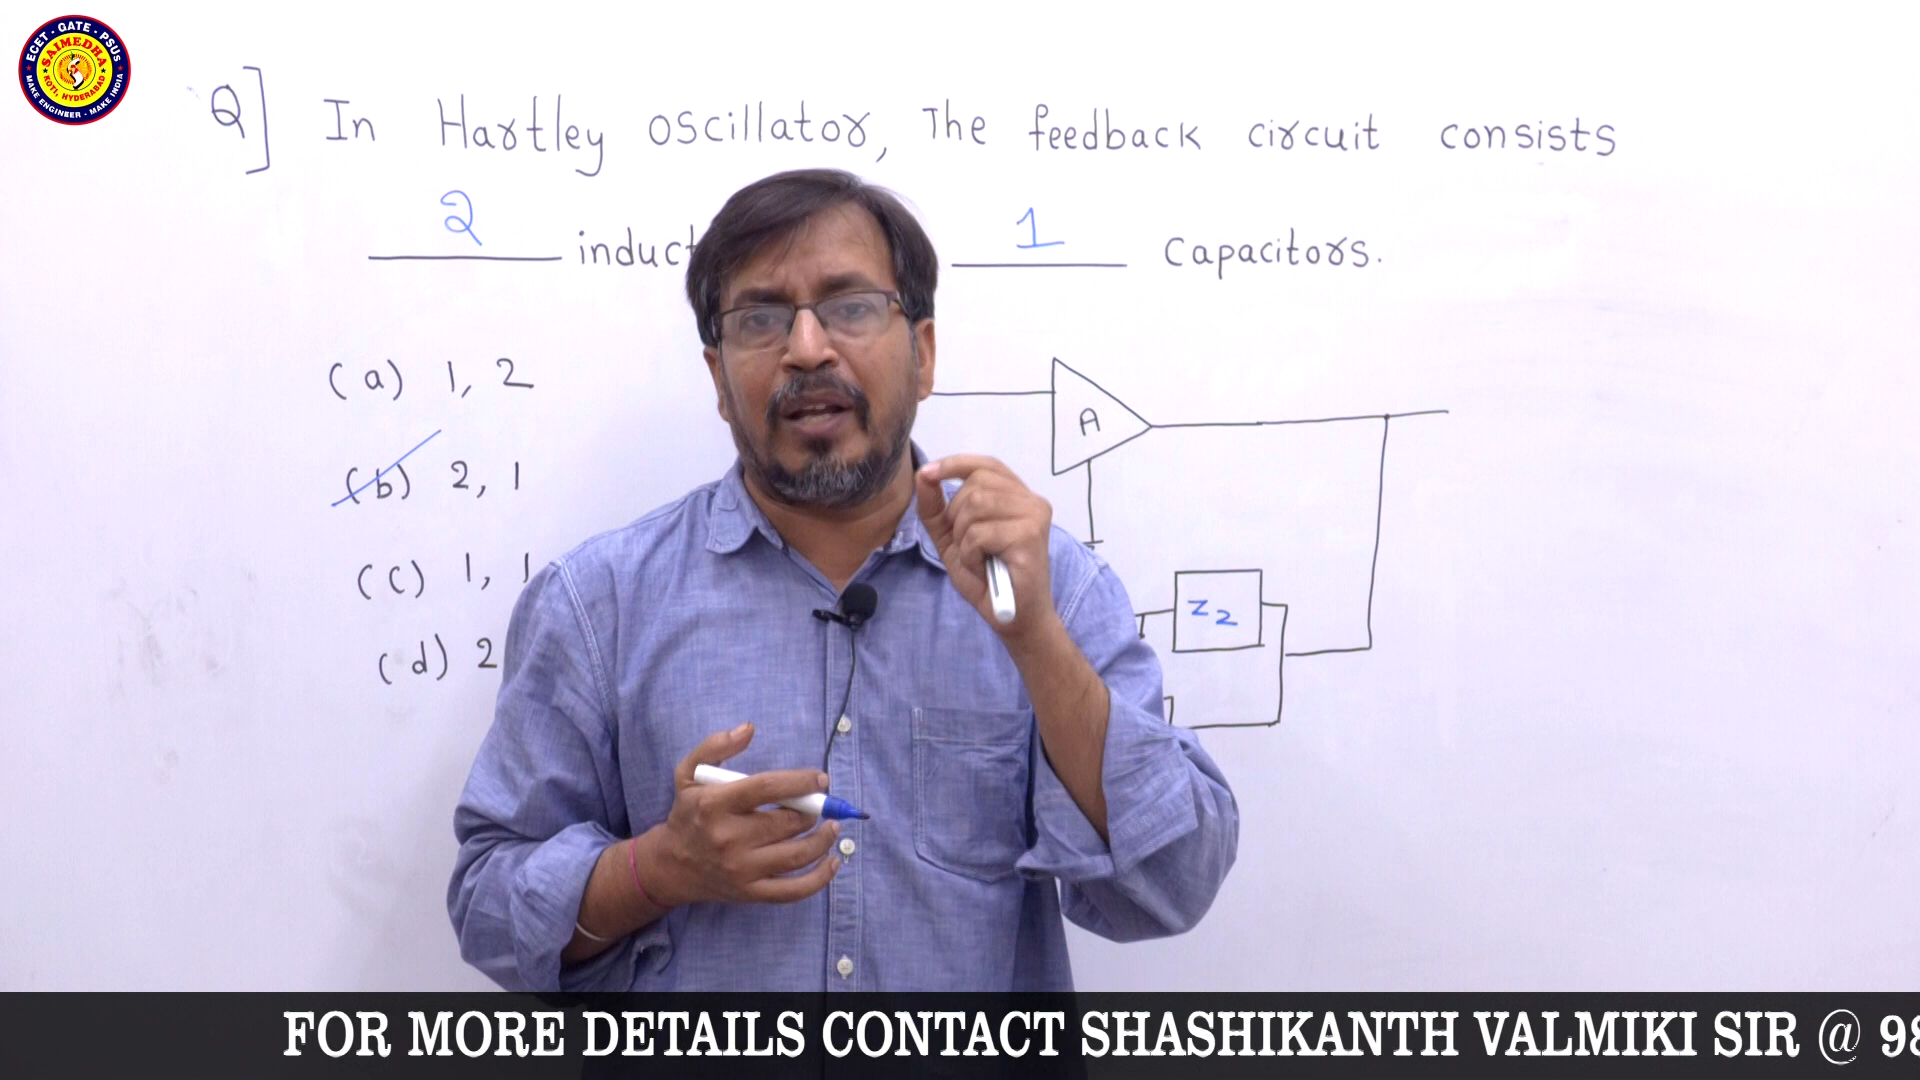 ECET - GATE - PSUS
SAIMEDHA
KOTI, HYDERABAD
MAKE ENGINEER - MAKE INDIA
Q] In Hartley oscillator, The feedback circuit consists
2 induct 1 capacitors.
(a) 1, 2
(b) 2, 1
(c) 1, 1
(d) 2
A
Z2
FOR MORE DETAILS CONTACT SHASHIKANTH VALMIKI SIR @ 98